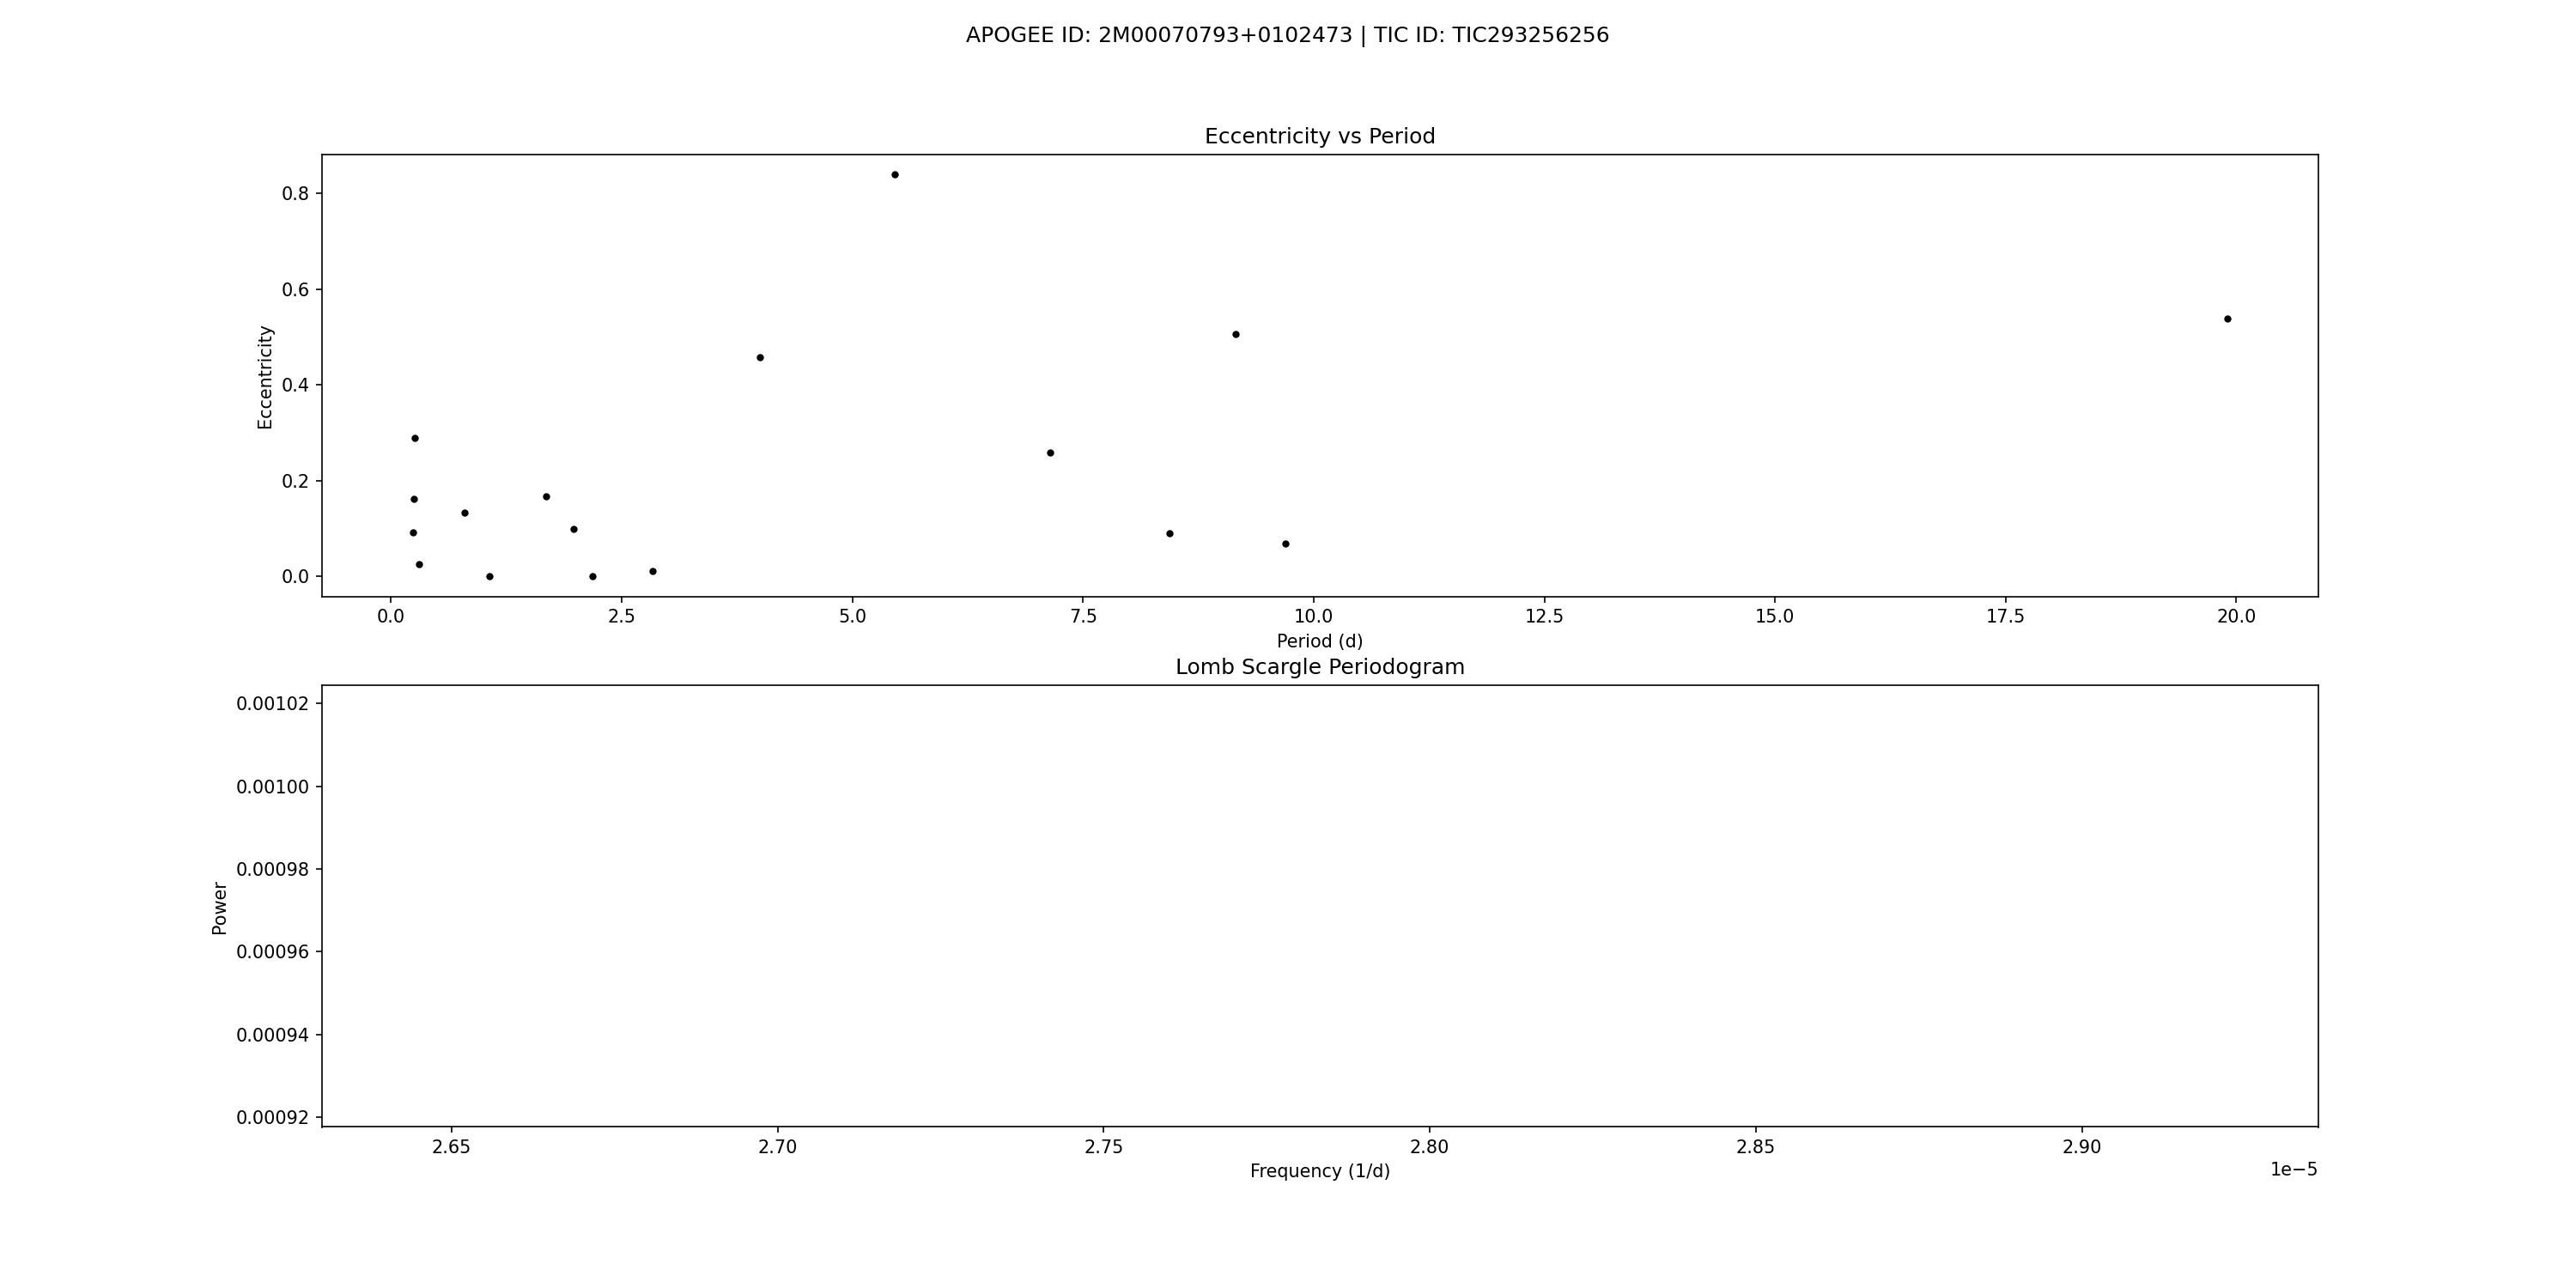 APOGEE ID: 2M00070793+0102473 | TIC ID: TIC293256256
Eccentricity vs Period
Eccentricity
0.8
0.6
0.4
0.2
0.0
0.0 2.5 5.0 7.5 10.0 12.5 15.0 17.5 20.0
Period (d)
Lomb Scargle Periodogram
Power
0.00102
0.00100
0.00098
0.00096
0.00094
0.00092
2.65 2.70 2.75 2.80 2.85 2.90
Frequency (1/d)
1e−5